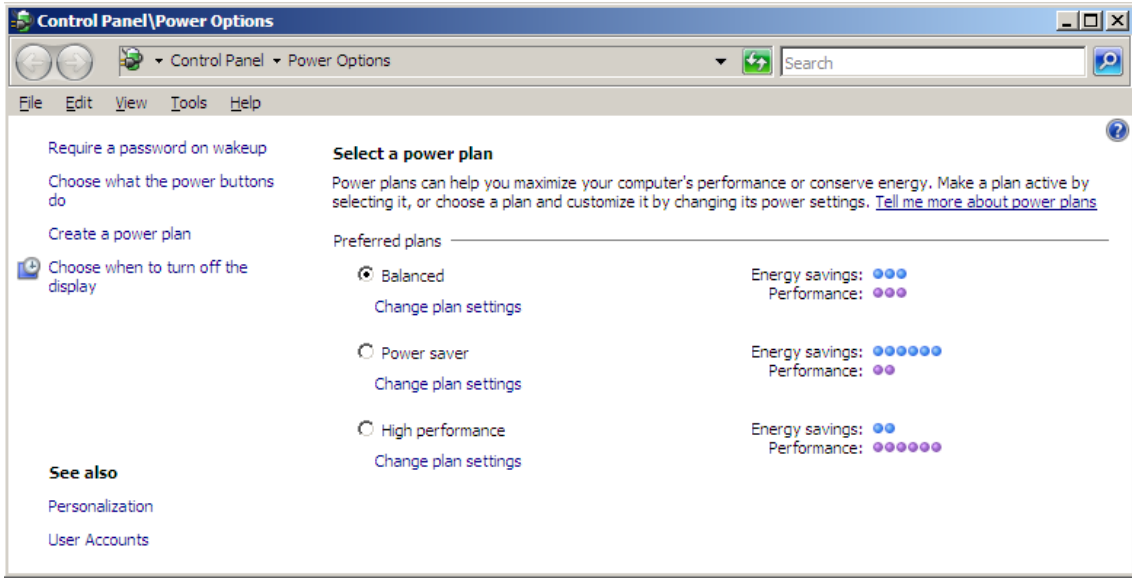 Control Panel\Power Options
Control Panel Power Options
Search
File Edit View Tools Help
Require a password on wakeup
Choose what the power buttons
do
Create a power plan
Choose when to turn off the
display
See also
Personalization
User Accounts
Select a power plan
Power plans can help you maximize your computer's performance or conserve energy. Make a plan active by
selecting it, or choose a plan and customize it by changing its power settings. Tell me more about power plans
Preferred plans
Balanced Energy savings:
Performance:
Change plan settings
Power saver Energy savings:
Performance:
Change plan settings
High performance Energy savings:
Performance:
Change plan settings